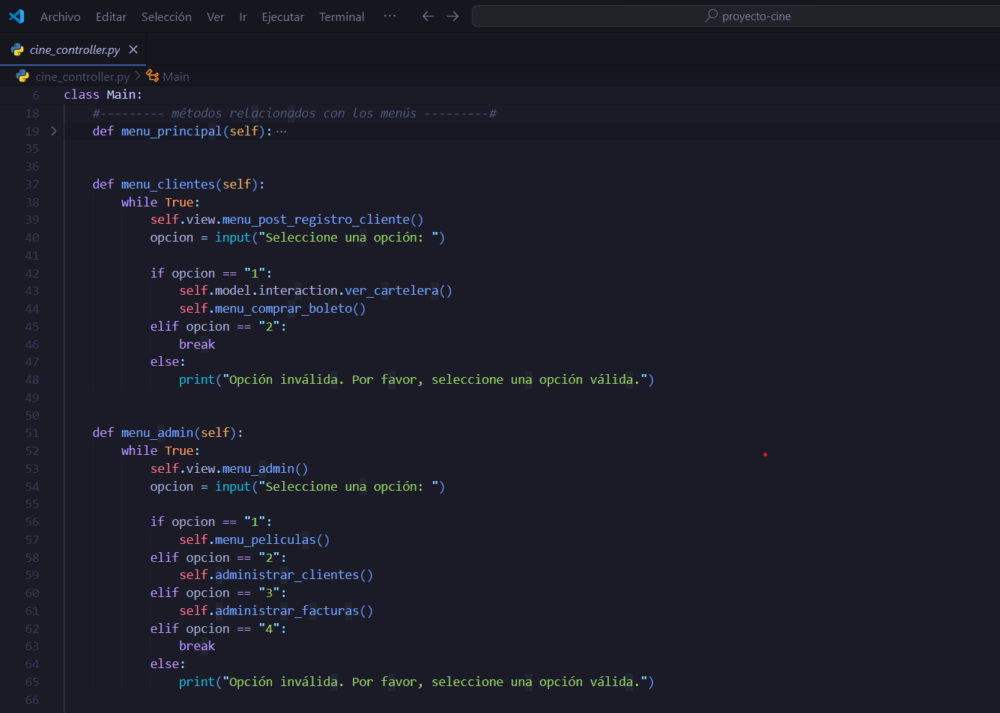 Archivo Editar Selección Ver Ir Ejecutar Terminal ··· proyecto-cine
cine_controller.py
cine_controller.py > Main
6 class Main:
18 #--------- métodos relacionados con los menús ---------#
19 def menu_principal(self): ···
35
36
37 def menu_clientes(self):
38 while True:
39 self.view.menu_post_registro_cliente()
40 opcion = input("Seleccione una opción: ")
41
42 if opcion == "1":
43 self.model.interaction.ver_cartelera()
44 self.menu_comprar_boleto()
45 elif opcion == "2":
46 break
47 else:
48 print("Opción inválida. Por favor, seleccione una opción válida.")
49
50
51 def menu_admin(self):
52 while True:
53 self.view.menu_admin()
54 opcion = input("Seleccione una opción: ")
55
56 if opcion == "1":
57 self.menu_peliculas()
58 elif opcion == "2":
59 self.administrar_clientes()
60 elif opcion == "3":
61 self.administrar_facturas()
62 elif opcion == "4":
63 break
64 else:
65 print("Opción inválida. Por favor, seleccione una opción válida.")
66